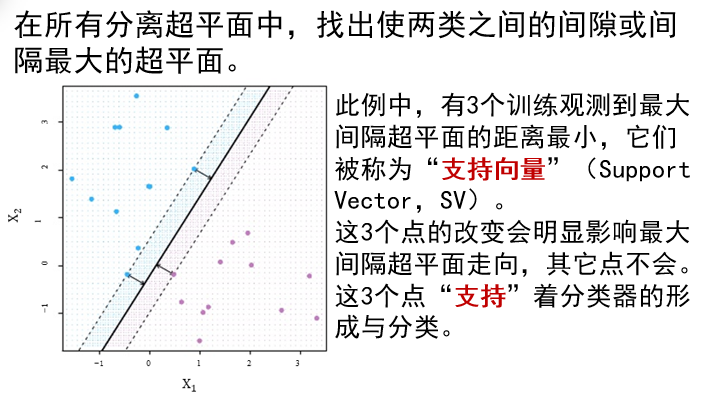 在所有分离超平面中，找出使两类之间的间隙或间
隔最大的超平面。
此例中，有3个训练观测到最大
间隔超平面的距离最小，它们
被称为“支持向量”（Support
Vector，SV）。
这3个点的改变会明显影响最大
间隔超平面走向，其它点不会。
这3个点“支持”着分类器的形
成与分类。
X₂
3
2
1
0
−1
−1 0 1 2 3
X₁